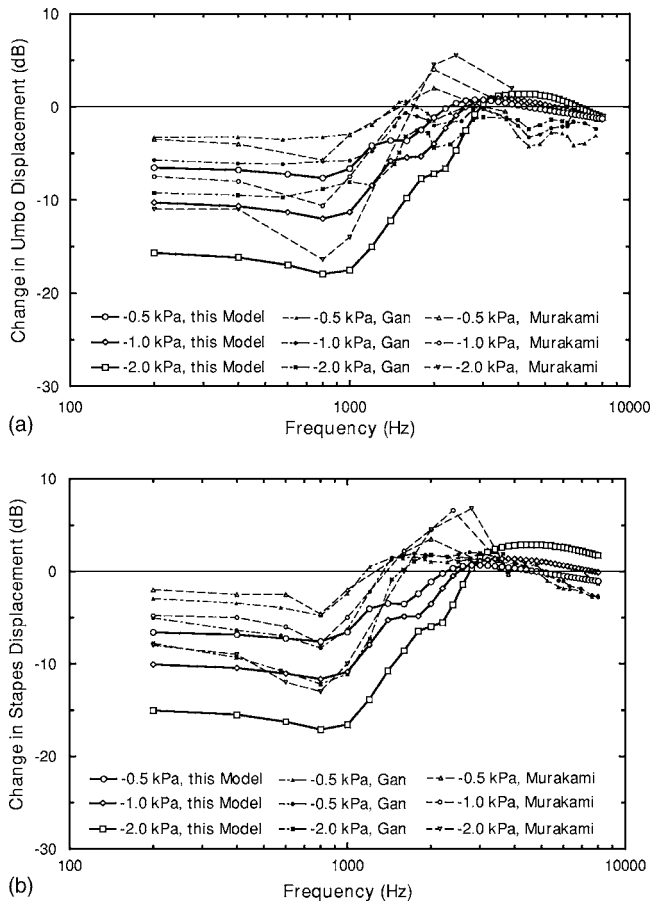 10
0
-10
-20
-30
Change in Umbo Displacement (dB)
-0.5 kPa, this Model -0.5 kPa, Gan -0.5 kPa, Murakami
-1.0 kPa, this Model -1.0 kPa, Gan -1.0 kPa, Murakami
-2.0 kPa, this Model -2.0 kPa, Gan -2.0 kPa, Murakami
100 1000 10000
(a) Frequency (Hz)
10
0
-10
-20
-30
Change in Stapes Displacement (dB)
-0.5 kPa, this Model -0.5 kPa, Gan -0.5 kPa, Murakami
-1.0 kPa, this Model -0.5 kPa, Gan -1.0 kPa, Murakami
-2.0 kPa, this Model -2.0 kPa, Gan -2.0 kPa, Murakami
100 1000 10000
(b) Frequency (Hz)